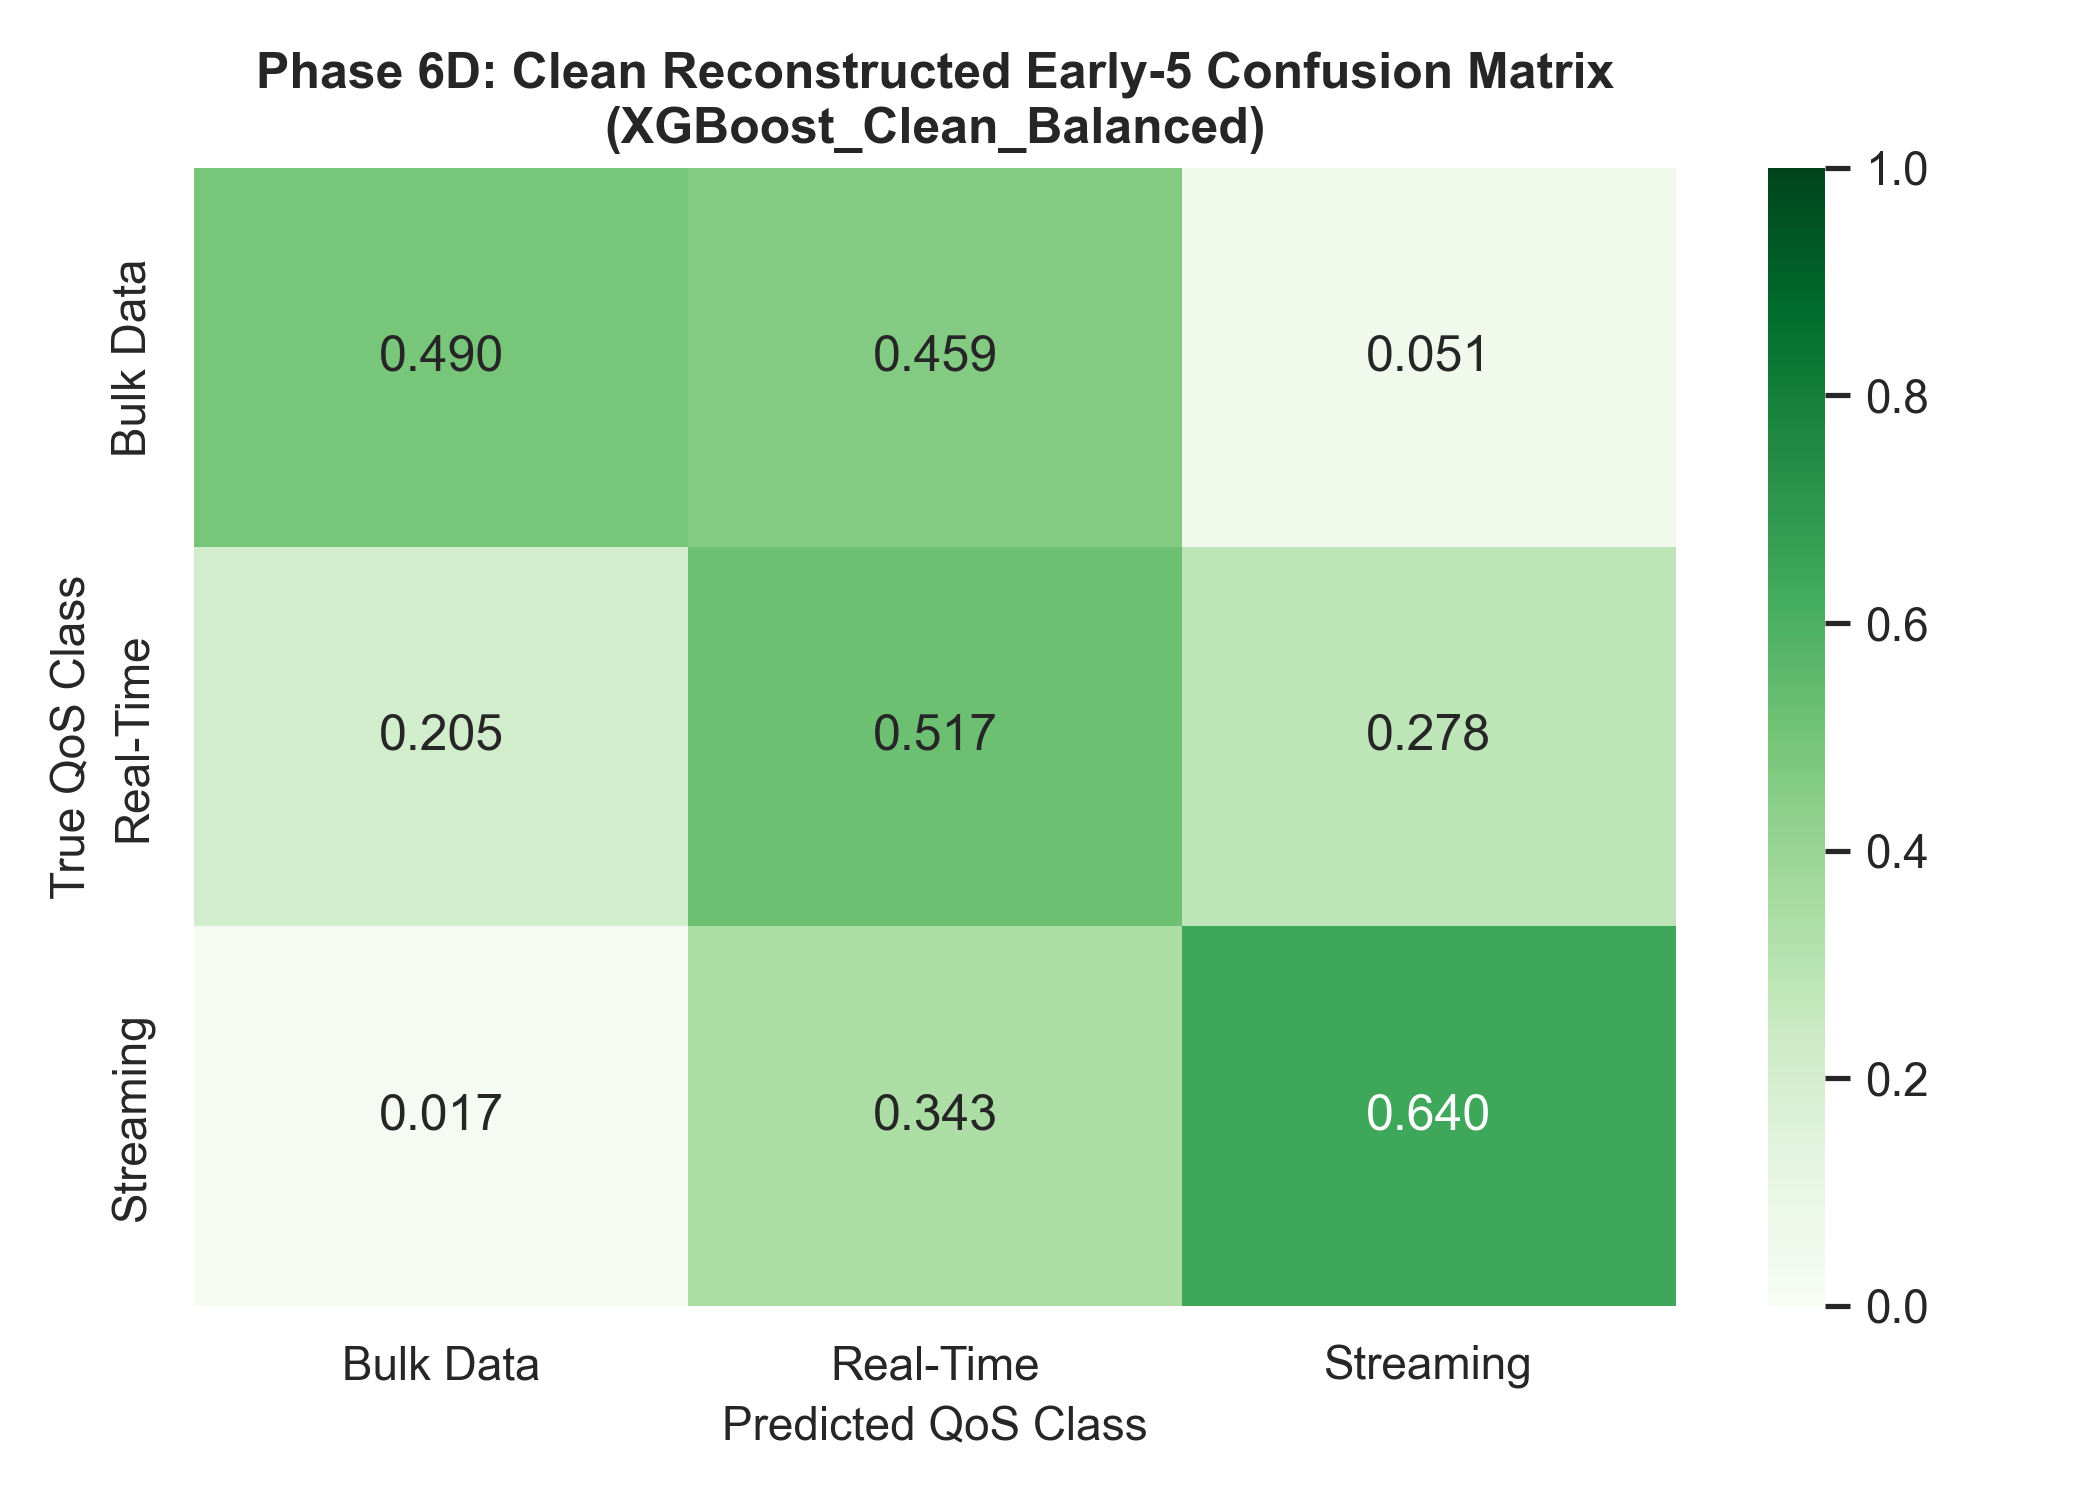 Phase 6D: Clean Reconstructed Early-5 Confusion Matrix
(XGBoost_Clean_Balanced)
True QoS Class
Bulk Data
0.490
0.459
0.051
Real-Time
0.205
0.517
0.278
Streaming
0.017
0.343
0.640
Bulk Data
Real-Time
Streaming
Predicted QoS Class
1.0
0.8
0.6
0.4
0.2
0.0